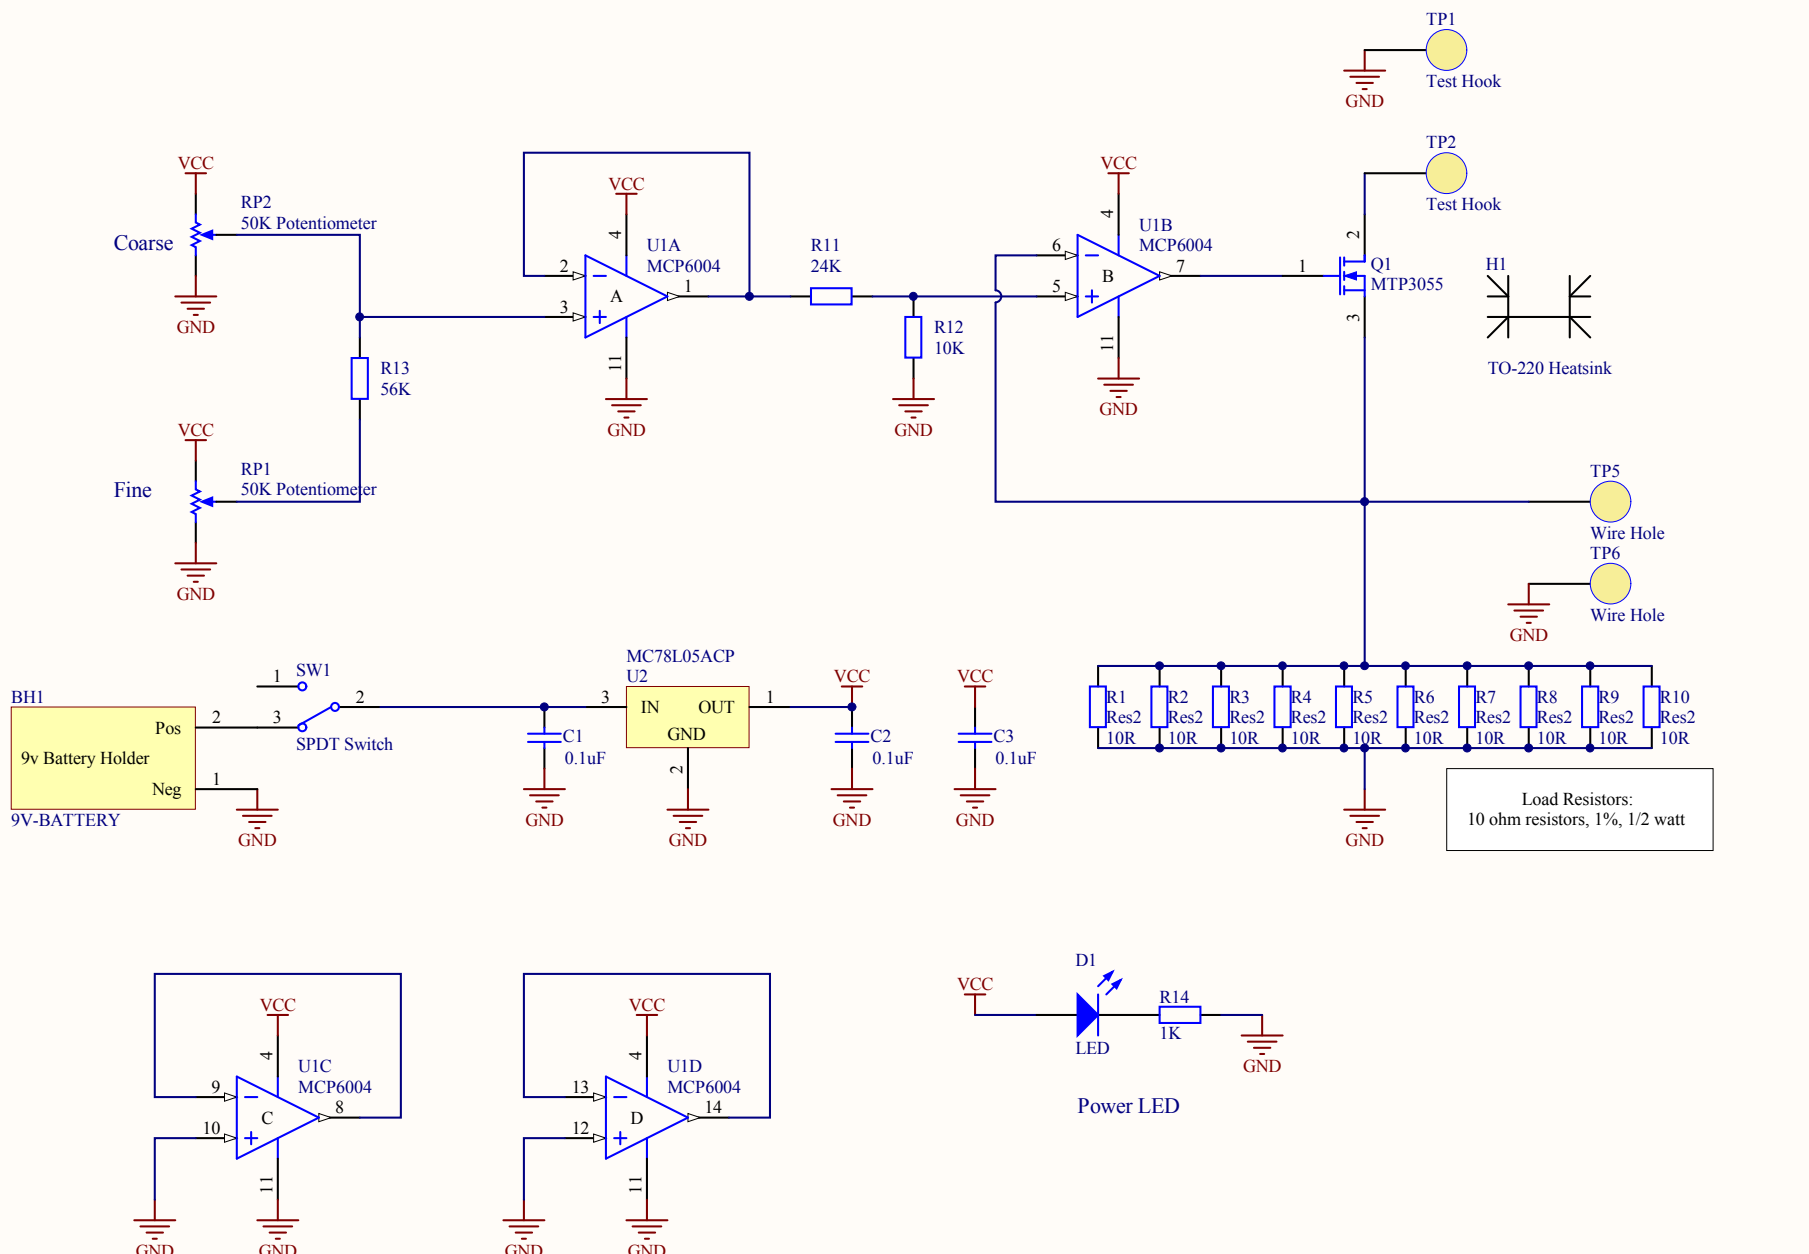 TP1
Test Hook
GND
TP2
Test Hook
VCC
RP2
50K Potentiometer
Coarse
GND
VCC
4
U1A
MCP6004
2
A
1
3
11
GND
R11
24K
R12
10K
GND
VCC
4
U1B
MCP6004
6
B
7
5
11
GND
2
1
Q1
MTP3055
3
H1
TO-220 Heatsink
R13
56K
VCC
RP1
50K Potentiometer
Fine
GND
TP5
Wire Hole
TP6
Wire Hole
GND
BH1
Pos
2
9v Battery Holder
Neg
1
9V-BATTERY
GND
1
SW1
2
3
SPDT Switch
C1
0.1uF
GND
MC78L05ACP
U2
3
IN
OUT
1
GND
2
GND
VCC
C2
0.1uF
GND
VCC
C3
0.1uF
GND
R1
Res2
10R
R2
Res2
10R
R3
Res2
10R
R4
Res2
10R
R5
Res2
10R
R6
Res2
10R
R7
Res2
10R
R8
Res2
10R
R9
Res2
10R
R10
Res2
10R
GND
Load Resistors:
10 ohm resistors, 1%, 1/2 watt
VCC
4
U1C
MCP6004
9
C
8
10
11
GND
GND
VCC
4
U1D
MCP6004
13
D
14
12
11
GND
GND
VCC
D1
LED
R14
1K
GND
Power LED